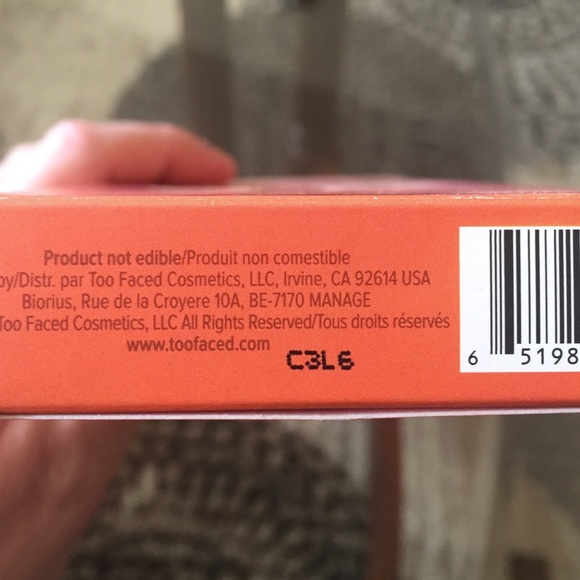 Product not edible/Produit non comestible
by/Distr. par Too Faced Cosmetics, LLC, Irvine, CA 92614 USA
Biorius, Rue de la Croyere 10A, BE-7170 MANAGE
Too Faced Cosmetics, LLC All Rights Reserved/Tous droits réservés
www.toofaced.com
C3L6
6 5198